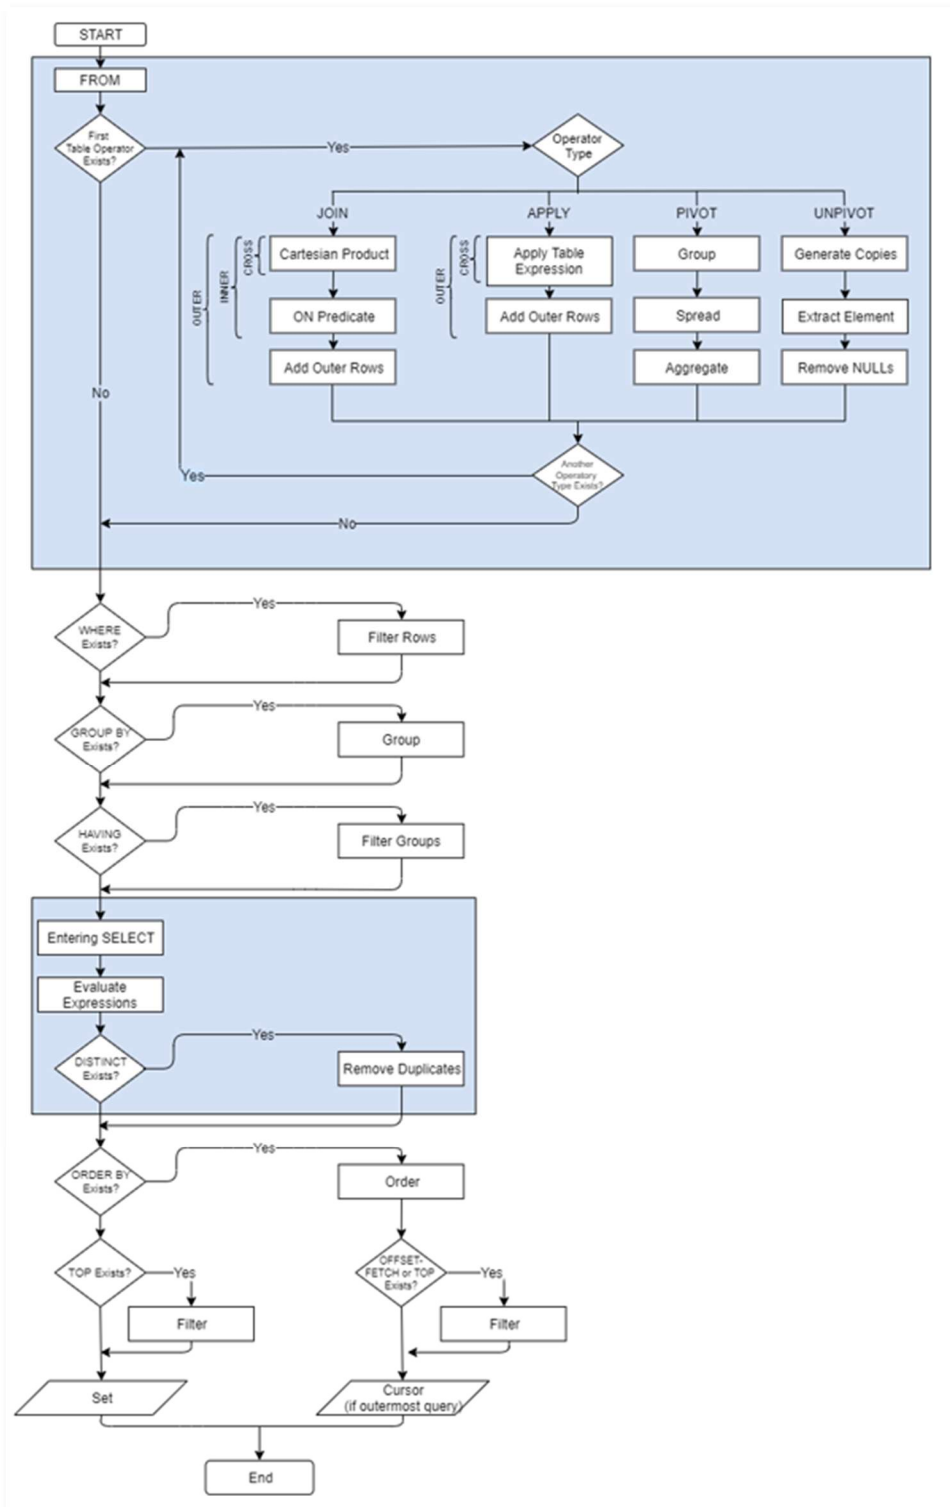 START
FROM
First
Table Operator
Exists?
Yes
Operator
Type
JOIN
APPLY
PIVOT
UNPIVOT
OUTER
INNER
CROSS
Cartesian Product
ON Predicate
Add Outer Rows
OUTER
CROSS
Apply Table
Expression
Add Outer Rows
Group
Spread
Aggregate
Generate Copies
Extract Element
Remove NULLs
No
Another
Operatory
Type Exists?
Yes
No
WHERE
Exists?
Yes
Filter Rows
GROUP BY
Exists?
Yes
Group
HAVING
Exists?
Yes
Filter Groups
Entering SELECT
Evaluate
Expressions
DISTINCT
Exists?
Yes
Remove Duplicates
ORDER BY
Exists?
Yes
Order
TOP Exists?
Yes
Filter
OFFSET-
FETCH or TOP
Exists?
Yes
Filter
Set
Cursor
(if outermost query)
End